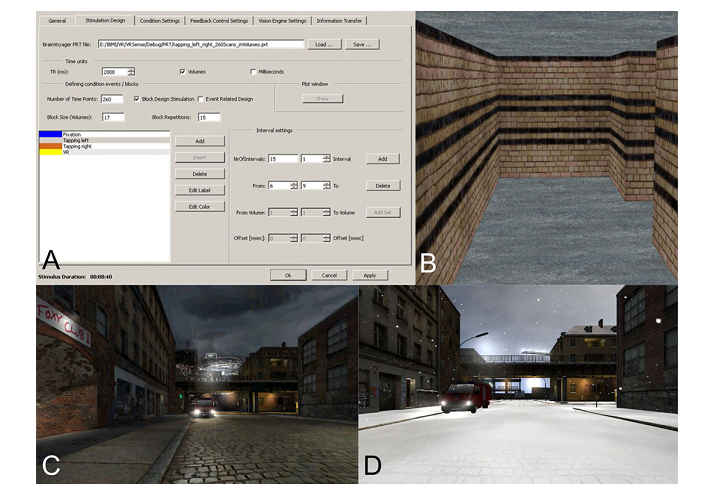 General Stimulation Design Condition Settings Feedback Control Settings Vision Engine Settings Information Transfer
BrainVoyager PRT file: E:/IBMI/VR/VRSense/Debug/PRT/tapping_left_right_260Scans_inVolumes.prt Load ... Save ...
Time units
TR (ms): 2000 Volumes Milliseconds
Defining condition events / blocks Plot window
Number of Time Points: 260 Block Design Stimulation Event Related Design Show
Block Size (Volumes): 17 Block Repetitions: 15
Fixation
Tapping left
Tapping right
VR
Add
Insert
Delete
Edit Label
Edit Color
Interval settings
NrOfIntervals: 15 1 Interval Add
From: 6 9 To Delete
From Volume: 1 1 To Volume Add Set
Offset [msec]: 0 0 Offset [msec]
A
Stimulus Duration: 00:08:40 Ok Cancel Apply
B
FOXY CLUB
C
D